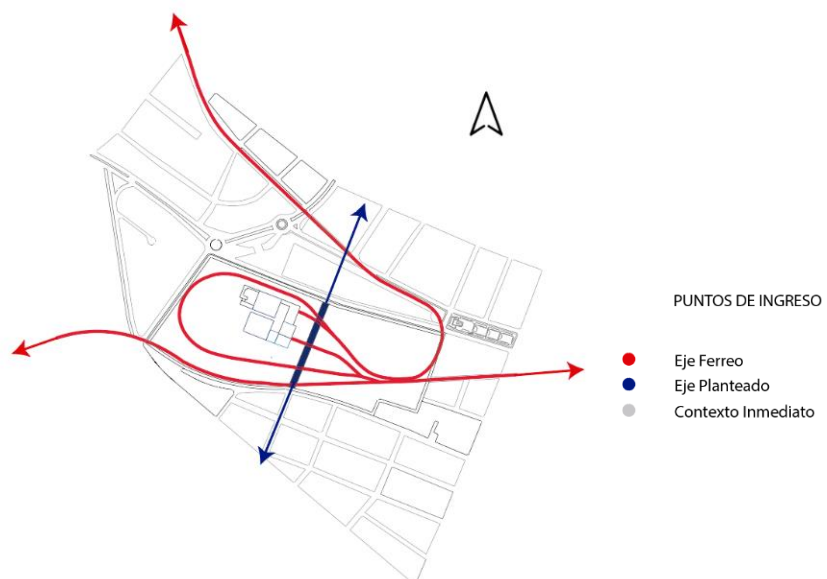 PUNTOS DE INGRESO
Eje Ferreo
Eje Planteado
Contexto Inmediato